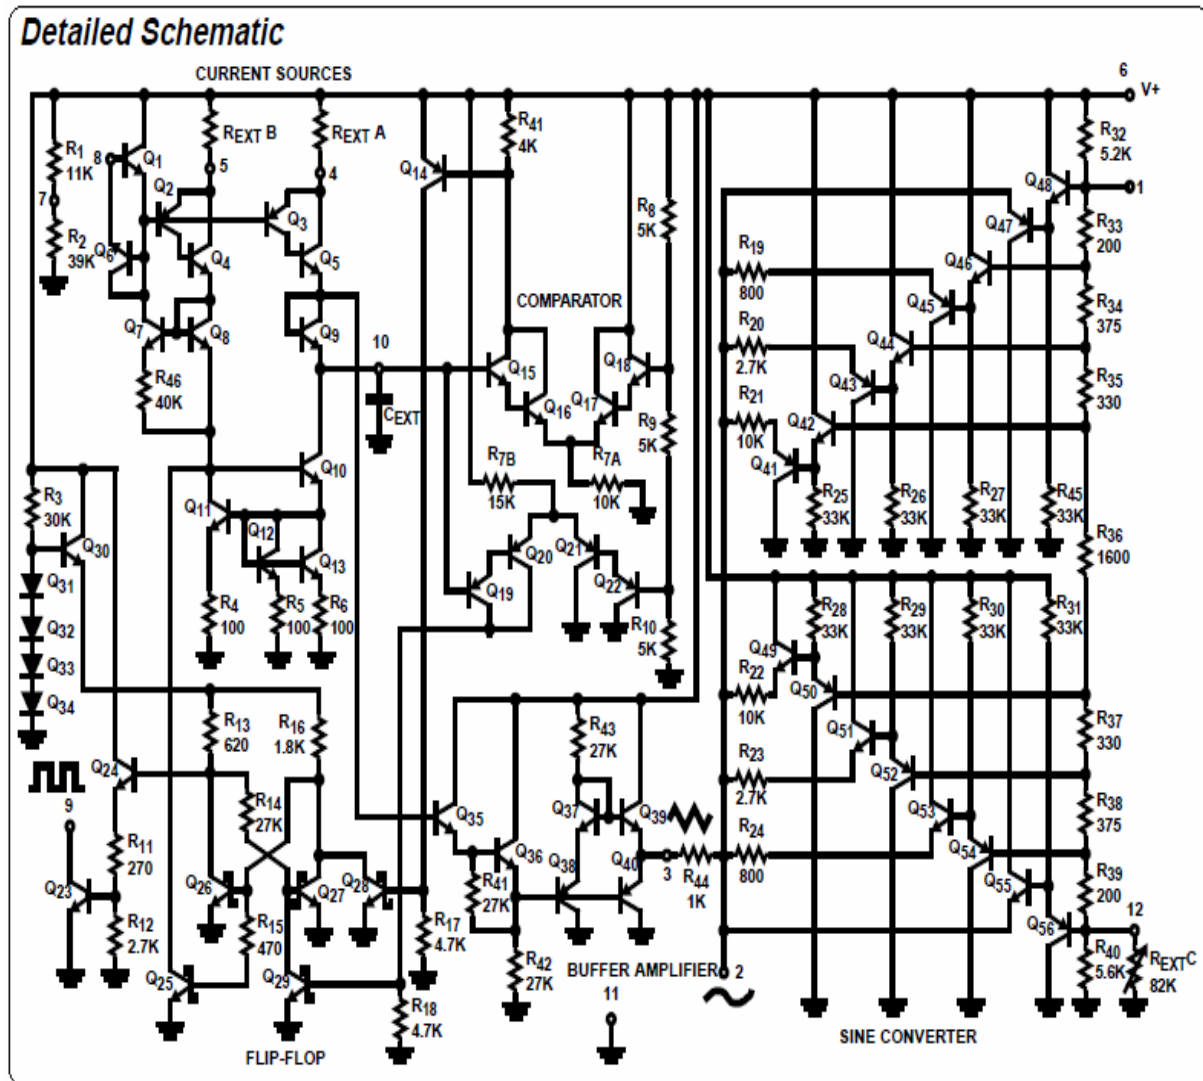 Detailed Schematic
CURRENT SOURCES
6
V+
REXT B
REXT A
R41
4K
R32
5.2K
R1
11K
8
Q1
5
4
Q14
Q48
1
7
Q2
R8
5K
Q47
R33
200
R2
39K
Q6
Q3
Q4
Q5
R19
800
Q46
COMPARATOR
Q45
R34
375
Q7
Q8
Q9
10
R20
2.7K
Q44
Q15
Q18
R46
40K
CEXT
Q16
Q17
Q43
R35
330
R21
10K
Q42
R9
5K
Q41
Q10
R7B
15K
R7A
10K
R3
30K
Q11
R25
33K
R26
33K
R27
33K
R45
33K
Q30
Q12
Q20
Q21
R36
1600
Q31
Q13
Q19
Q22
Q32
R4
100
R5
100
R6
100
R10
5K
R28
33K
R29
33K
R30
33K
R31
33K
Q33
Q49
Q34
R22
10K
Q50
R13
620
R16
1.8K
R43
27K
Q51
R37
330
Q24
R23
2.7K
Q52
9
R14
27K
Q35
Q37
Q39
Q53
R38
375
R11
270
Q36
R24
800
Q54
Q23
Q26
Q27
Q28
R41
27K
Q38
Q40
3
R44
1K
Q55
R39
200
R12
2.7K
R15
470
R17
4.7K
Q56
12
Q25
Q29
R42
27K
BUFFER AMPLIFIER
2
R40
5.6K
REXTC
82K
R18
4.7K
11
FLIP-FLOP
SINE CONVERTER